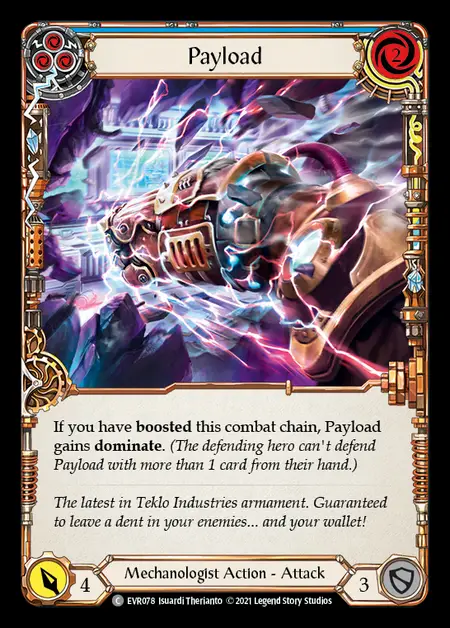 Payload
2
If you have boosted this combat chain, Payload
gains dominate. (The defending hero can't defend
Payload with more than 1 card from their hand.)
The latest in Teklo Industries armament. Guaranteed
to leave a dent in your enemies... and your wallet!
4
Mechanologist Action - Attack
3
C EVR078 Isuardi Therianto © 2021 Legend Story Studios